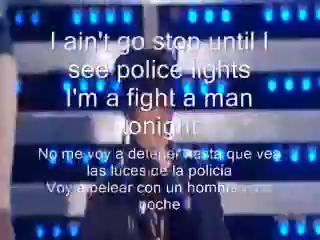 I ain't go stop until I
see police lights
I'm a fight a man
tonight
No me voy a detener hasta que vea
las luces de la policía
Voy a pelear con un hombre esta
noche